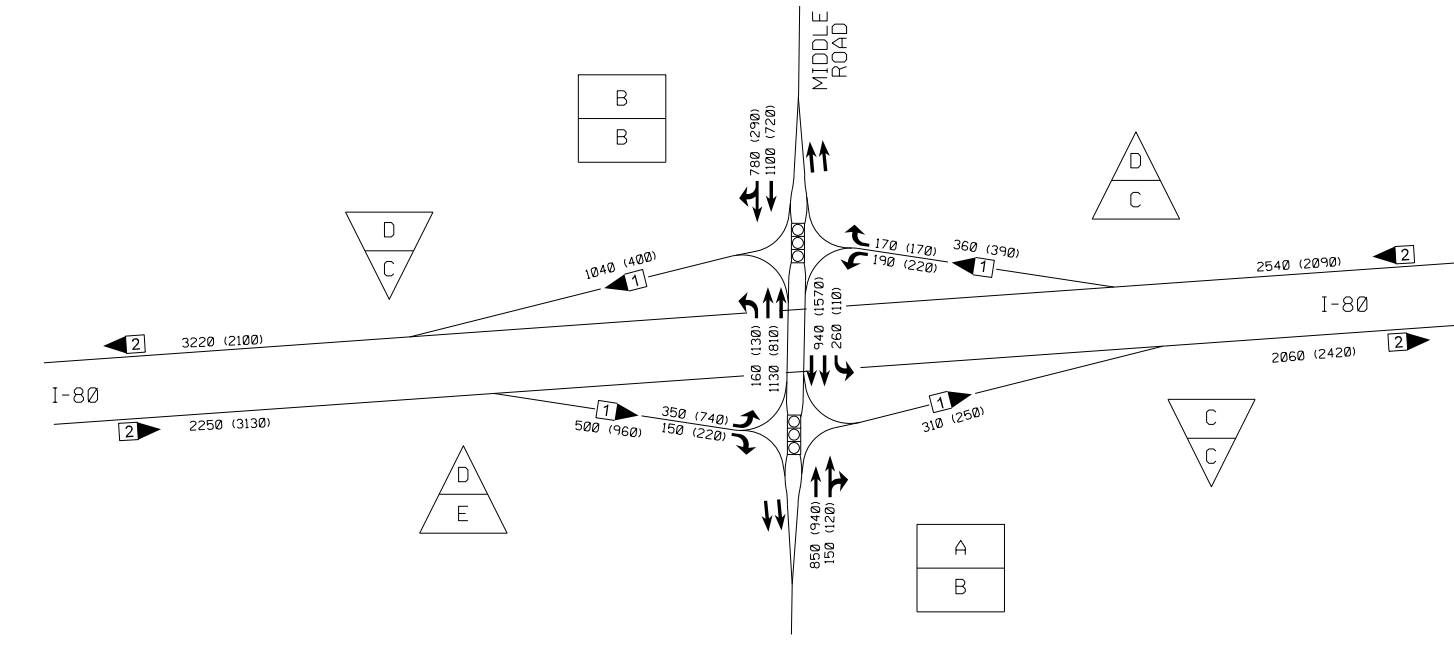 MIDDLE
ROAD
B
B
780 (290)
1100 (720)
D
C
D
C
170 (170)
190 (220)
360 (390)
1
2540 (2090)
2
1040 (400)
1
I-80
940 (1570)
260 (110)
3220 (2100)
2
160 (130)
1130 (810)
2060 (2420)
2
I-80
2250 (3130)
2
1
500 (960)
350 (740)
150 (220)
1
310 (250)
C
C
D
E
850 (940)
150 (120)
A
B